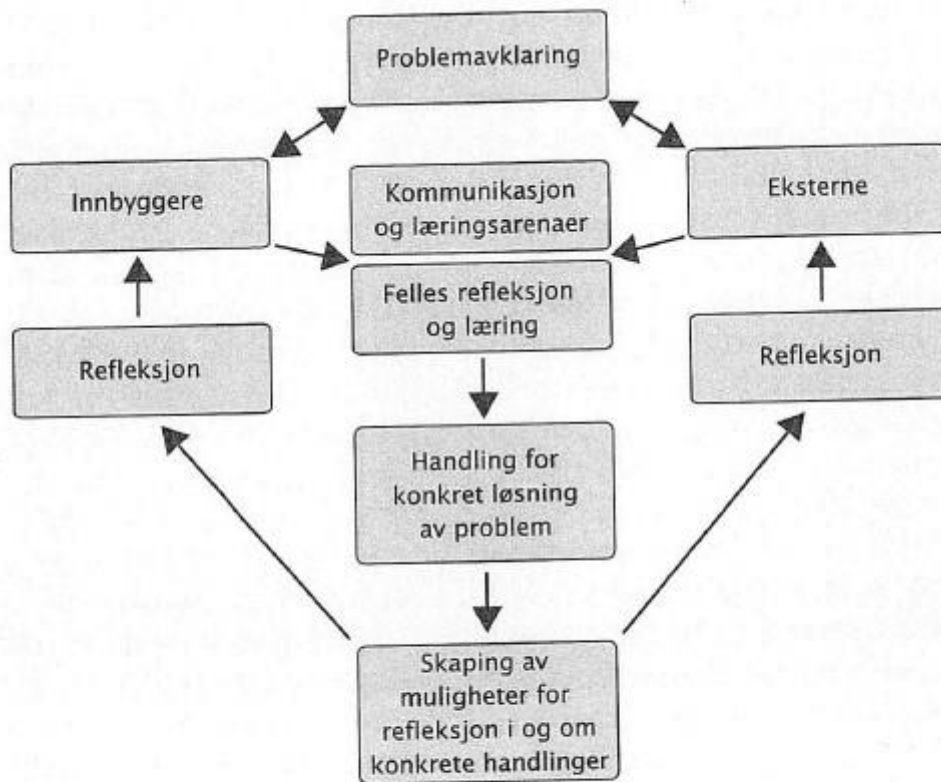 Problemavklaring
Innbyggere
Kommunikasjon
og læringsarenaer
Eksterne
Felles refleksjon
og læring
Refleksjon
Refleksjon
Handling for
konkret løsning
av problem
Skaping av
muligheter for
refleksjon i og om
konkrete handlinger